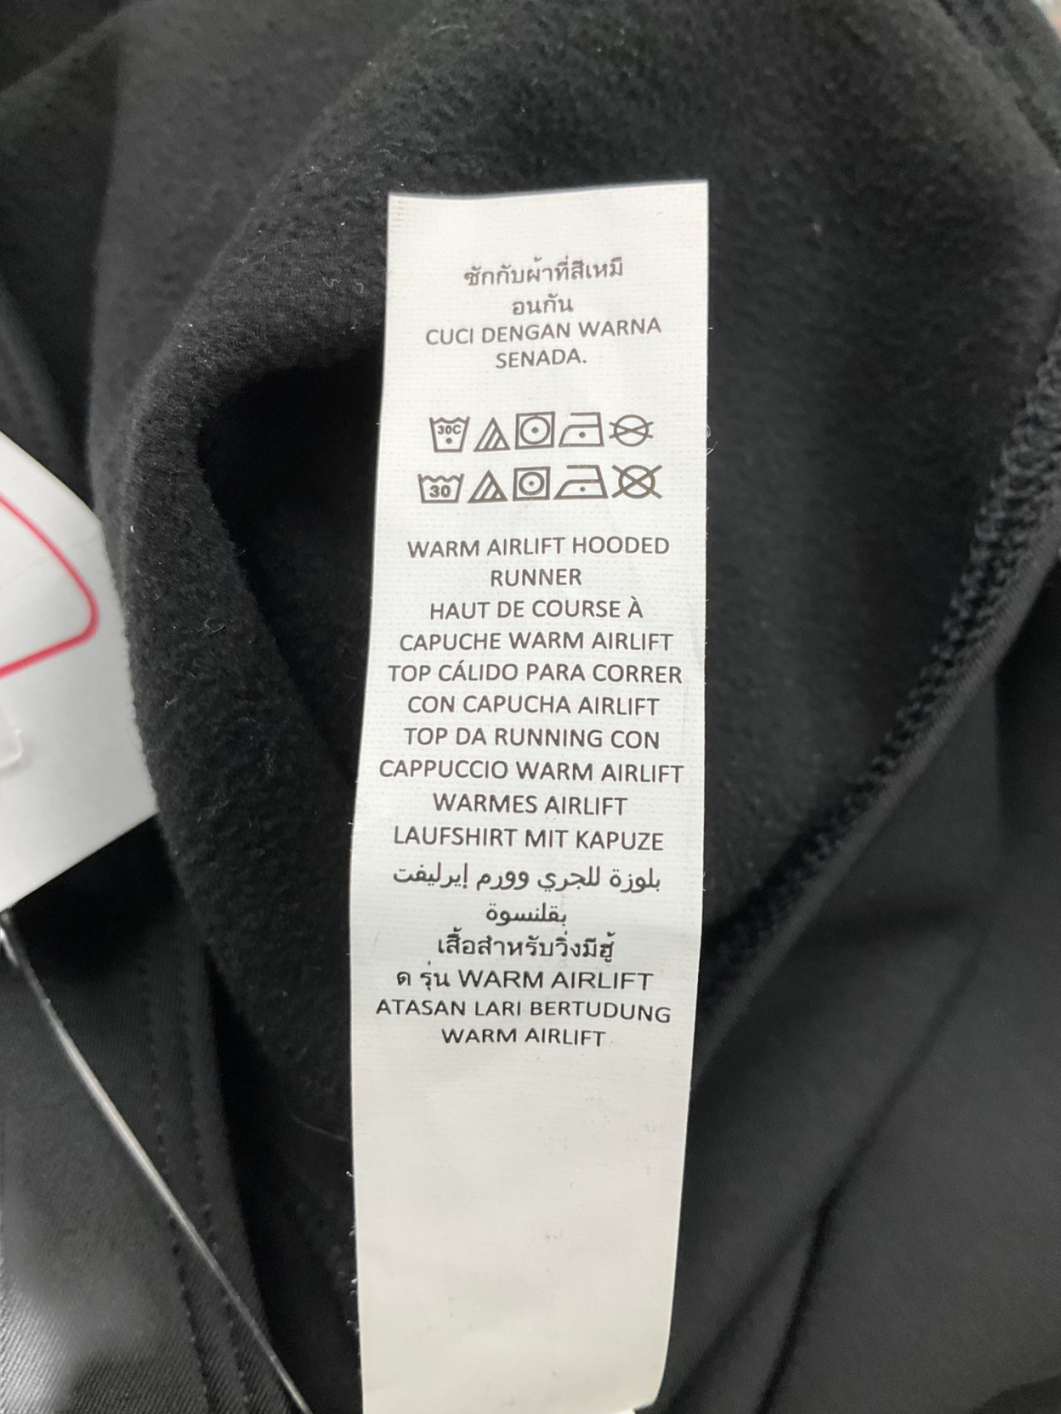 ซักกับผ้าที่สีเหมื
อนกัน
CUCI DENGAN WARNA
SENADA.
30C
30
WARM AIRLIFT HOODED
RUNNER
HAUT DE COURSE À
CAPUCHE WARM AIRLIFT
TOP CÁLIDO PARA CORRER
CON CAPUCHA AIRLIFT
TOP DA RUNNING CON
CAPPUCCIO WARM AIRLIFT
WARMES AIRLIFT
LAUFSHIRT MIT KAPUZE
بلوزة للجري وورم إيرليفت
بقلنسوة
เสื้อสำหรับวิ่งมีฮู้
ด รุ่น WARM AIRLIFT
ATASAN LARI BERTUDUNG
WARM AIRLIFT